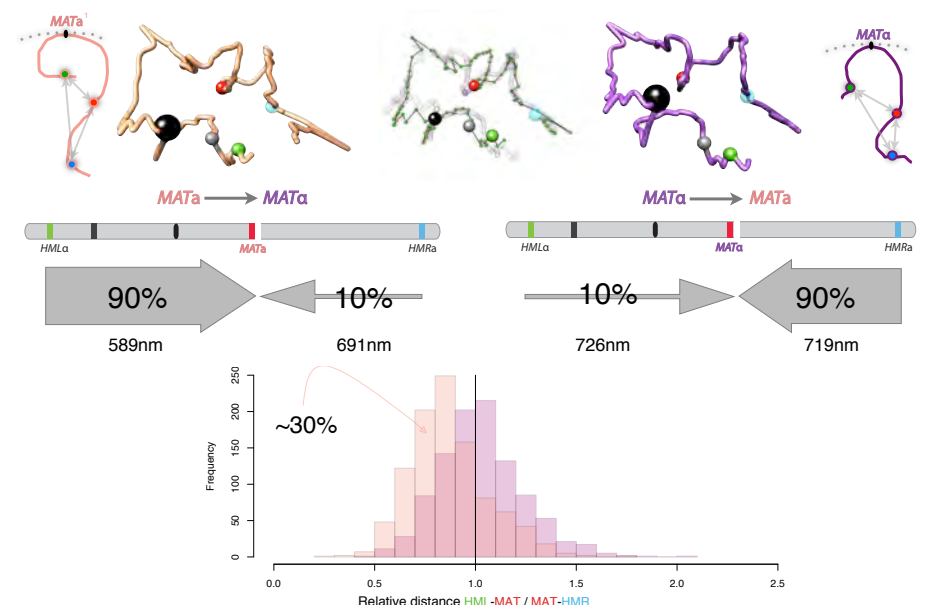 MATa¹
MATα
MATa MATα
MATα MATa
HMLα MATa HMRa
HMLα MATα HMRa
90% 10%
10% 90%
589nm 691nm
726nm 719nm
~30%
Frequency
250
200
150
100
50
0
0.0 0.5 1.0 1.5 2.0 2.5
Relative distance HML-MAT / MAT-HMR